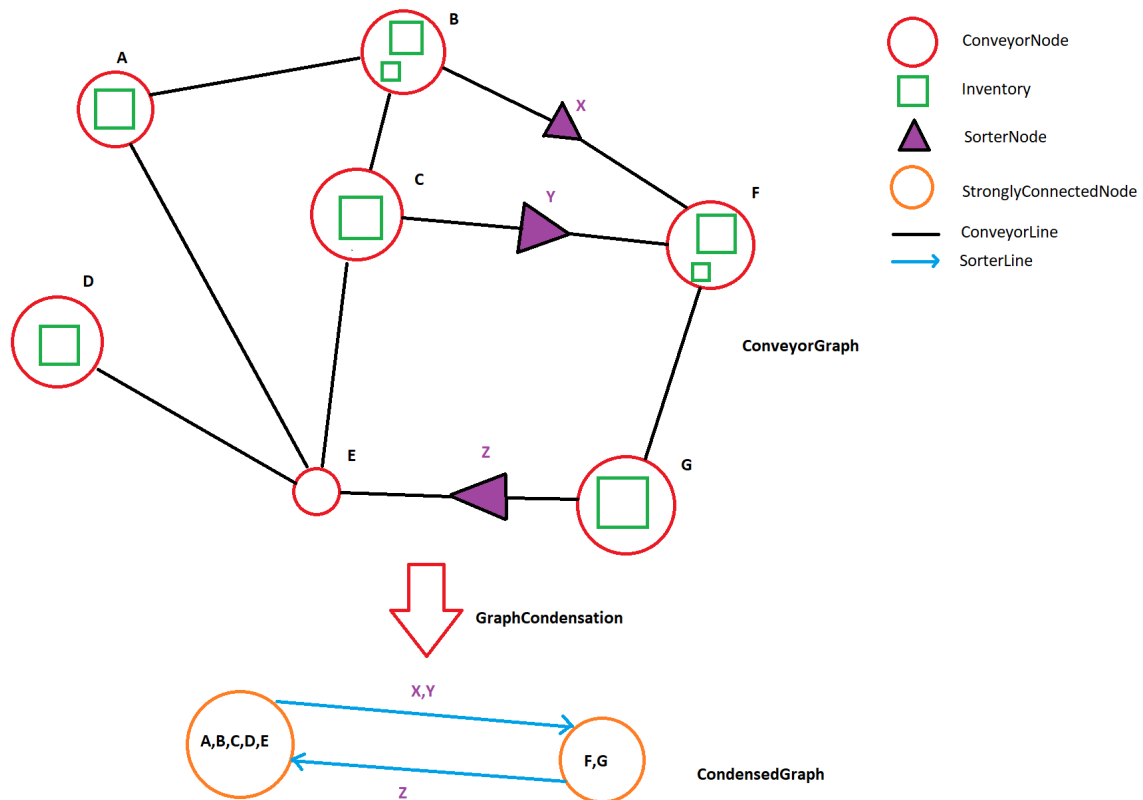 B
ConveyorNode
A
Inventory
X
SorterNode
C
Y
F
StronglyConnectedNode
ConveyorLine
SorterLine
D
ConveyorGraph
E
Z
G
GraphCondensation
X,Y
A,B,C,D,E
F,G
CondensedGraph
Z